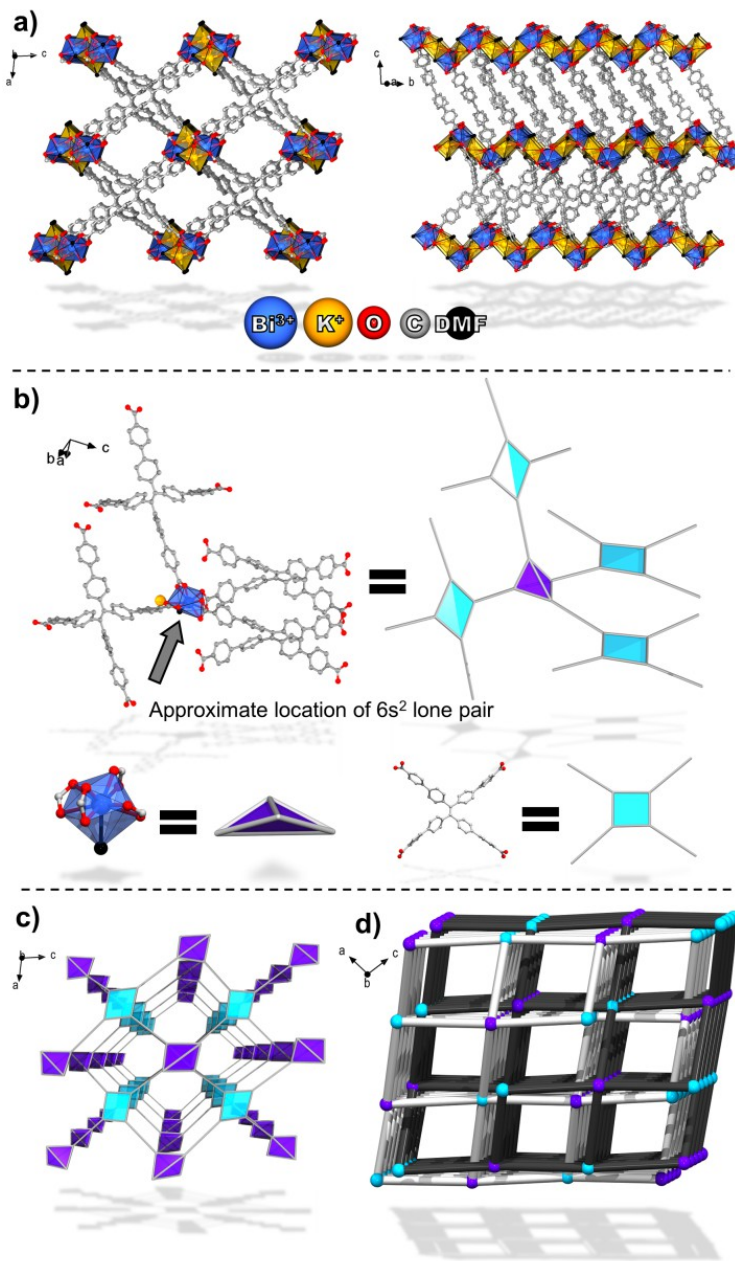 a)
c
a
c
a
b
Bi³⁺ K⁺ O C DMF
b)
b
a
c
Approximate location of 6s² lone pair
c)
c
a
d)
a
c
b